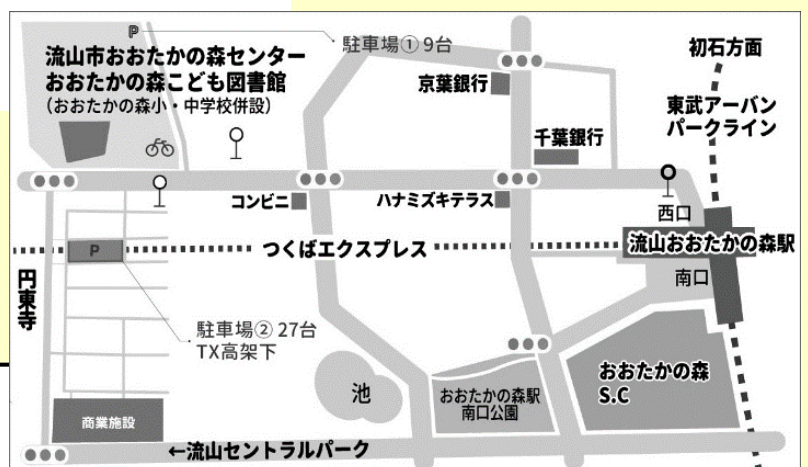 P
駐車場① 9台
流山市おおたかの森センター
おおたかの森こども図書館
（おおたかの森小・中学校併設）
京葉銀行
千葉銀行
初石方面
東武アーバン
パークライン
コンビニ
ハナミズキテラス
西口
流山おおたかの森駅
南口
P
つくばエクスプレス
円東寺
駐車場② 27台
TX高架下
池
おおたかの森駅
南口公園
おおたかの森
S.C
商業施設
←流山セントラルパーク